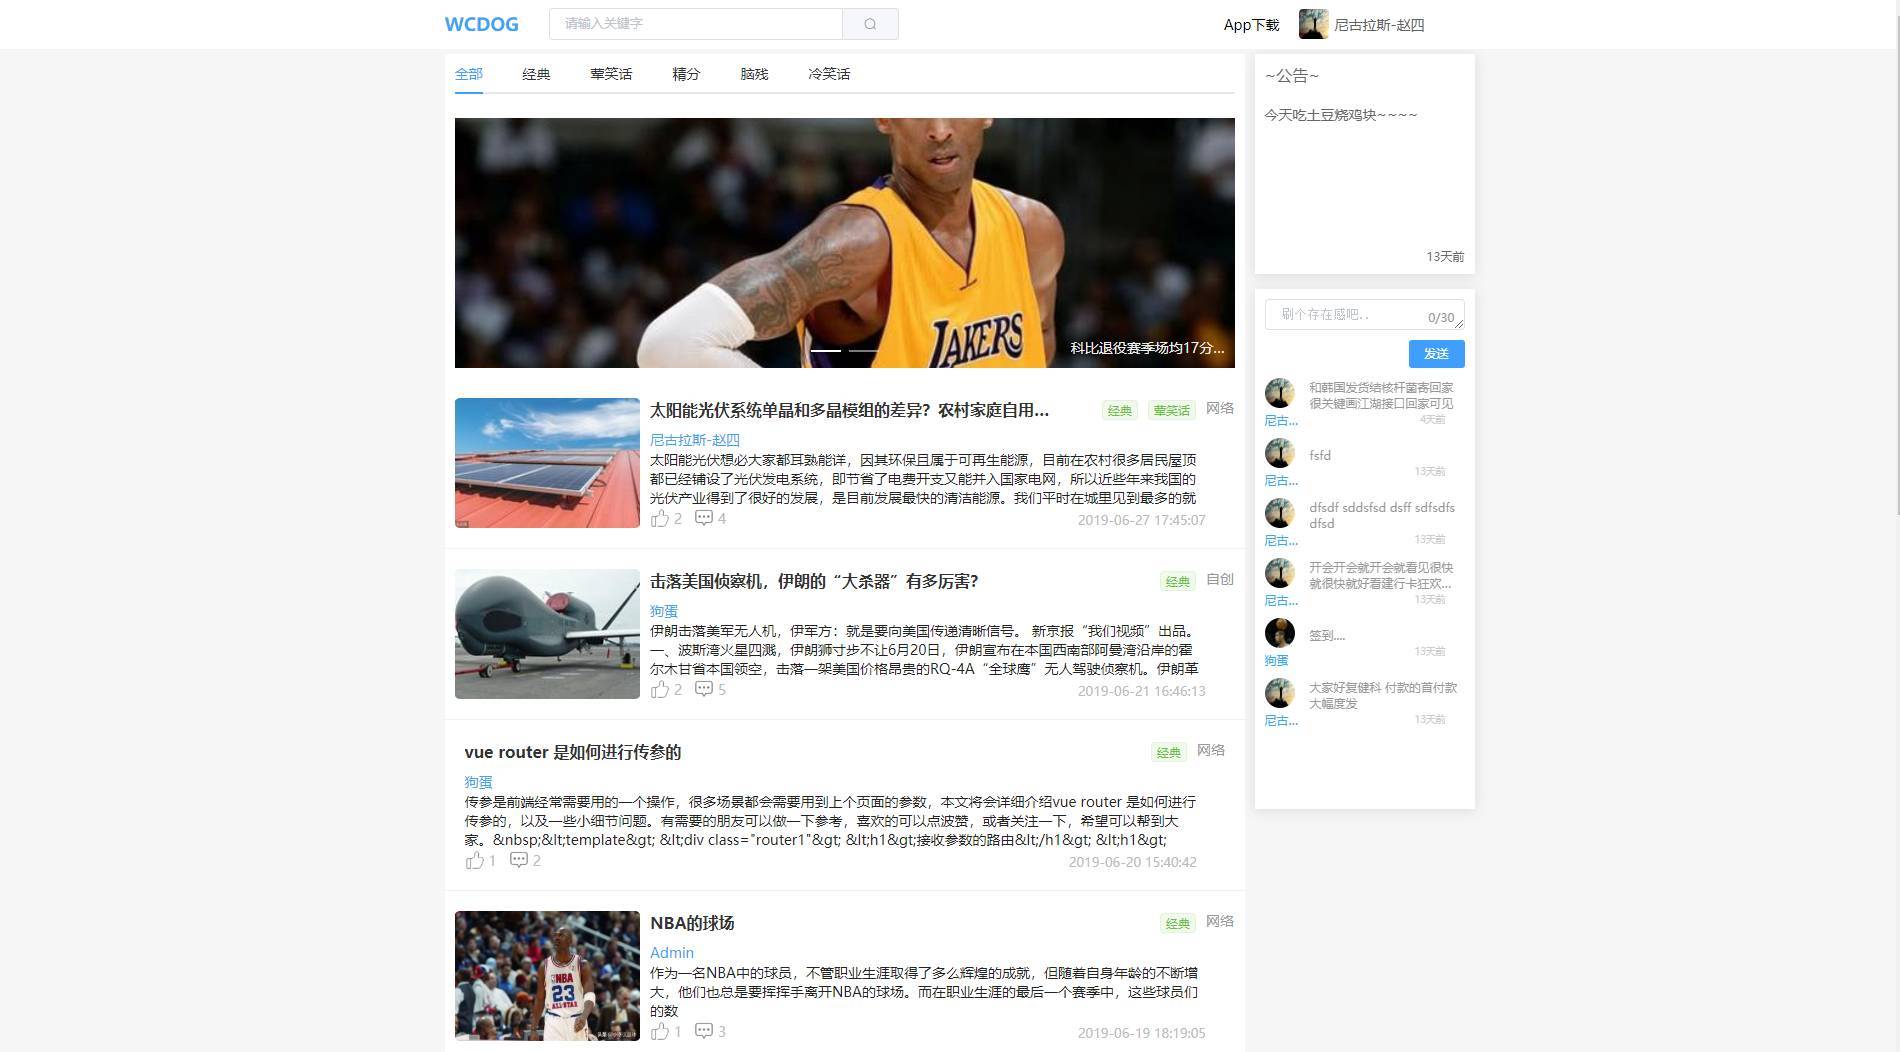 WCDOG
请输入关键字
App下载
尼古拉斯-赵四
全部
经典
荤笑话
精分
脑残
冷笑话
LAKERS
科比退役赛季场均17分...
太阳能光伏系统单晶和多晶模组的差异？农村家庭自用...
经典
荤笑话
网络
尼古拉斯-赵四
太阳能光伏想必大家都耳熟能详，因其环保且属于可再生能源，目前在农村很多居民屋顶
都已经铺设了光伏发电系统，即节省了电费开支又能并入国家电网，所以近些年来我国的
光伏产业得到了很好的发展，是目前发展最快的清洁能源。我们平时在城里见到最多的就
2
4
2019-06-27 17:45:07
击落美国侦察机，伊朗的“大杀器”有多厉害？
经典
自创
狗蛋
伊朗击落美军无人机，伊军方：就是要向美国传递清晰信号。 新京报“我们视频”出品。
一、波斯湾火星四溅，伊朗狮寸步不让6月20日，伊朗宣布在本国西南部阿曼湾沿岸的霍
尔木甘省本国领空，击落一架美国价格昂贵的RQ-4A“全球鹰”无人驾驶侦察机。伊朗革
2
5
2019-06-21 16:46:13
vue router 是如何进行传参的
经典
网络
狗蛋
传参是前端经常需要用的一个操作，很多场景都会需要用到上个页面的参数，本文将会详细介绍vue router 是如何进行
传参的，以及一些小细节问题。有需要的朋友可以做一下参考，喜欢的可以点波赞，或者关注一下，希望可以帮到大
家。&nbsp;&lt;template&gt; &lt;div class="router1"&gt; &lt;h1&gt;接收参数的路由&lt;/h1&gt; &lt;h1&gt;
1
2
2019-06-20 15:40:42
NBA的球场
经典
网络
Admin
作为一名NBA中的球员，不管职业生涯取得了多么辉煌的成就，但随着自身年龄的不断增
大，他们也总是要挥挥手离开NBA的球场。而在职业生涯的最后一个赛季中，这些球员们
的数
NBA
23
ALL-STAR
1
3
2019-06-19 18:19:05
~公告~
今天吃土豆烧鸡块~~~~
13天前
刷个存在感吧..
0/30
发送
和韩国发货结核杆菌寄回家
很关键画江湖接口回家可见
尼古...
4天前
fsfd
尼古...
13天前
dfsdf sddsfsd dsff sdfsdfs
dfsd
尼古...
13天前
开会开会就开会就看见很快
就很快就好看建行卡狂欢...
尼古...
13天前
签到....
狗蛋
13天前
大家好复健科 付款的首付款
大幅度发
尼古...
13天前